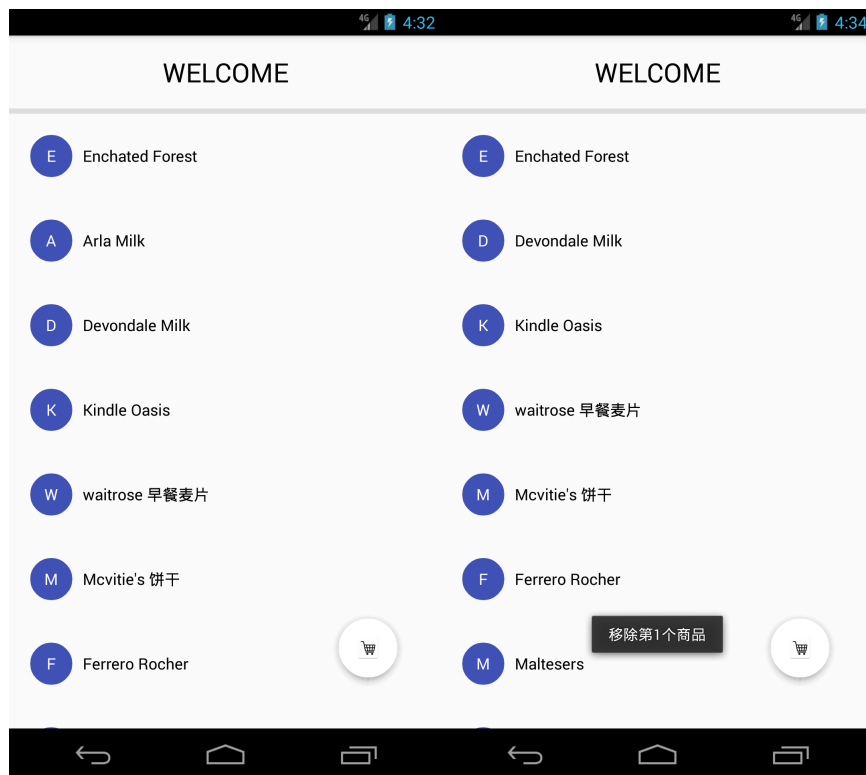 4G 4:32
WELCOME
E Enchated Forest
A Arla Milk
D Devondale Milk
K Kindle Oasis
W waitrose 早餐麦片
M Mcvitie's 饼干
F Ferrero Rocher
4G 4:34
WELCOME
E Enchated Forest
D Devondale Milk
K Kindle Oasis
W waitrose 早餐麦片
M Mcvitie's 饼干
F Ferrero Rocher
移除第1个商品
M Maltesers